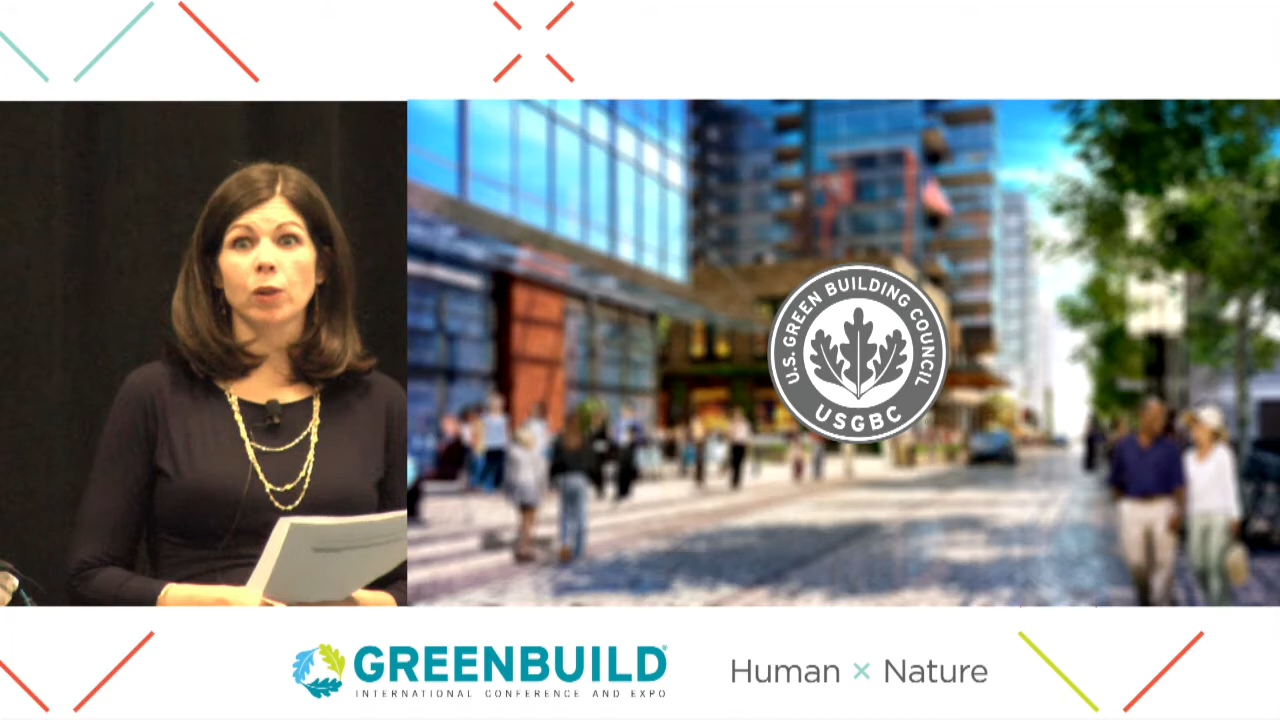 U.S. GREEN BUILDING COUNCIL
USGBC
GREENBUILD®
INTERNATIONAL CONFERENCE AND EXPO
Human × Nature